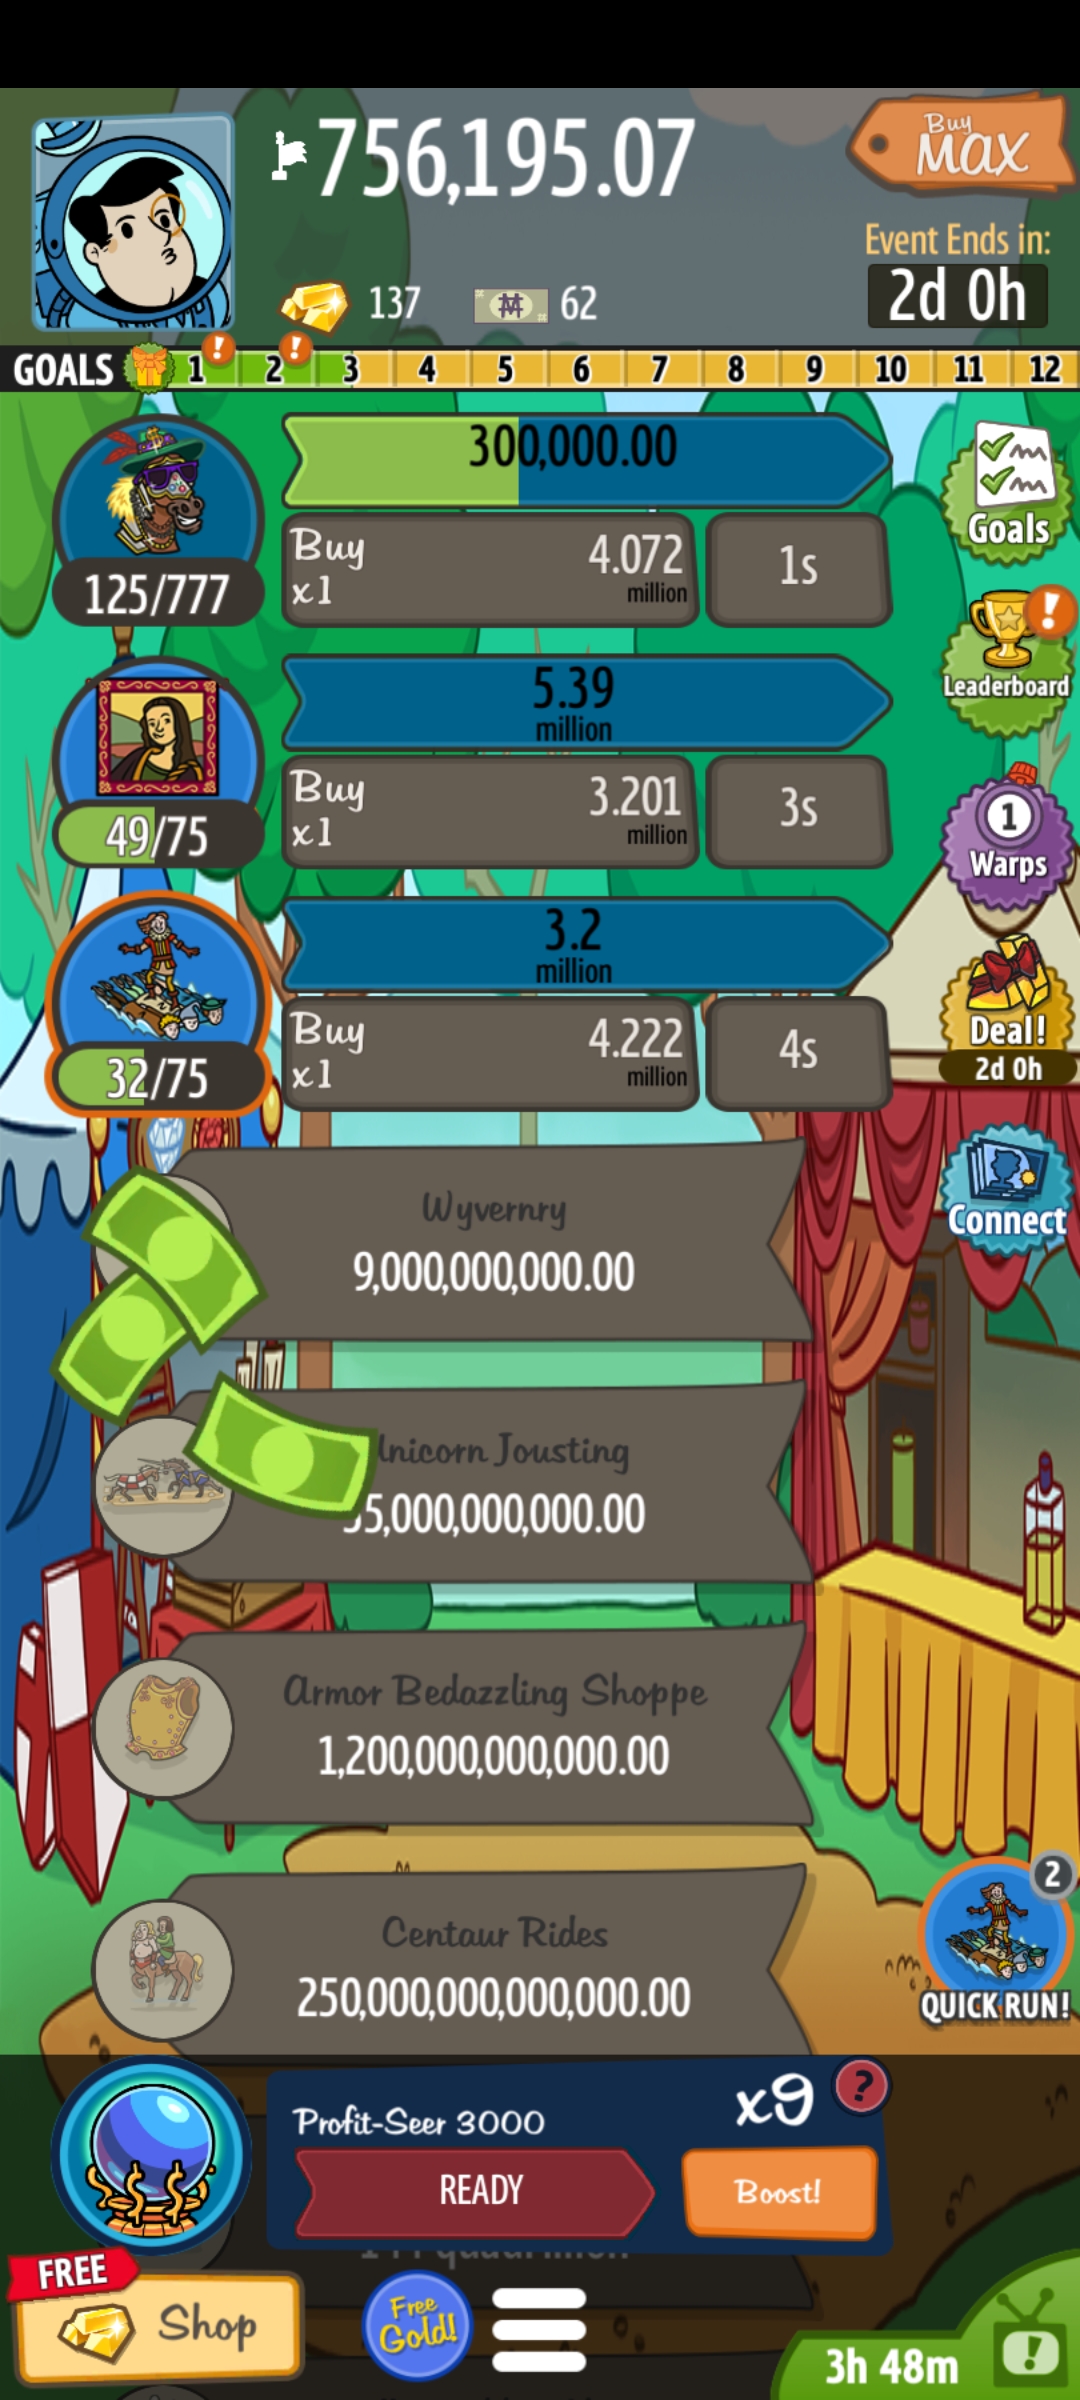 756,195.07
Buy
MAX
137
62
Event Ends in:
2d 0h
GOALS ! ! 1 2 3 4 5 6 7 8 9 10 11 12
300,000.00
125/777
Buy
x1
4.072
million
1s
Goals
5.39
million
49/75
Buy
x1
3.201
million
3s
!
Leaderboard
1
Warps
3.2
million
32/75
Buy
x1
4.222
million
4s
Deal!
2d 0h
Connect
Wyvernry
9,000,000,000.00
nicorn Jousting
5,000,000,000.00
Armor Bedazzling Shoppe
1,200,000,000,000.00
Centaur Rides
250,000,000,000,000.00
2
QUICK RUN!
Profit-Seer 3000
x9
?
READY
Boost!
FREE
Shop
Free
Gold!
3h 48m
!